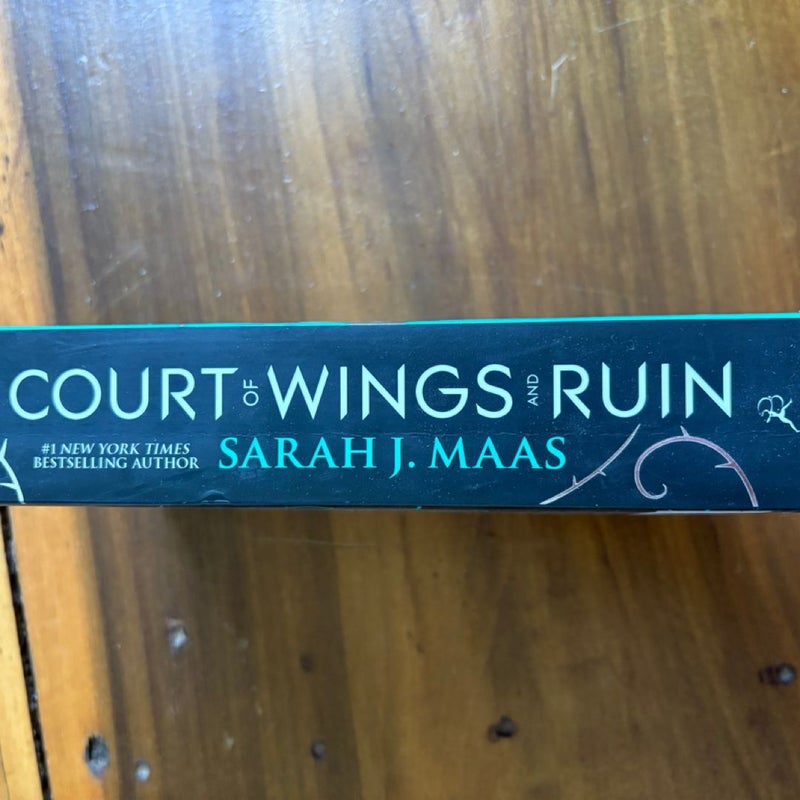 COURT OF WINGS AND RUIN
#1 NEW YORK TIMES
BESTSELLING AUTHOR
SARAH J. MAAS